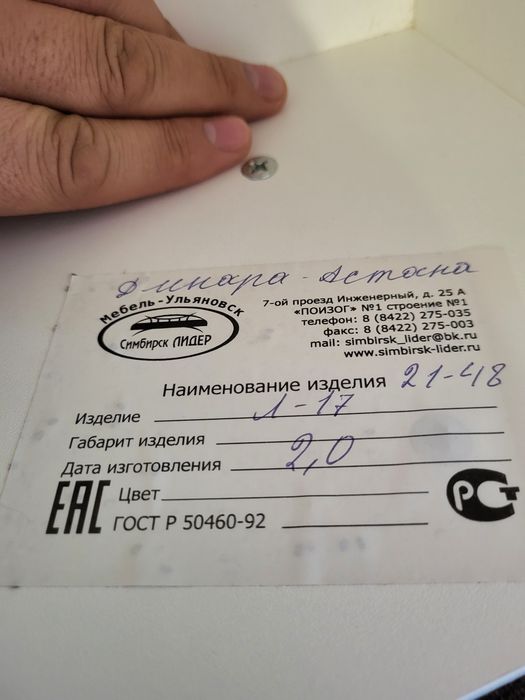 Динара - Астана
Мебель-Ульяновск
Симбирск ЛИДЕР
7-ой проезд Инженерный, д. 25 А
"ПОИЗОГ" №1 строение №1
телефон: 8 (8422) 275-035
факс: 8 (8422) 275-003
mail: simbirsk_lider@bk.ru
www.simbirsk-lider.ru
Наименование изделия 21-48
Изделие Л-17
Габарит изделия
Дата изготовления 2,0
Цвет
ГОСТ Р 50460-92
ЕАС
РСТ